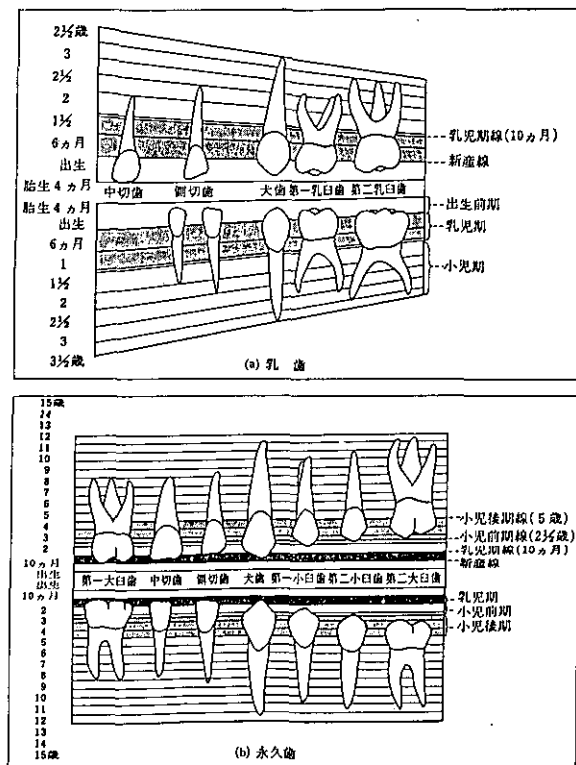 2½歳
3
2½
2
1½
6ヵ月
出生
胎生4ヵ月
乳児期線(10ヵ月)
新産線
中切歯 側切歯 犬歯 第一乳臼歯 第二乳臼歯
胎生4ヵ月
出生
6ヵ月
1
1½
2
2½
3
3½歳
出生前期
乳児期
小児期
(a) 乳 歯
15歳
14
13
12
11
10
9
8
7
6
5
4
3
2
10ヵ月
出生
小児後期線(5歳)
小児前期線(2½歳)
乳児期線(10ヵ月)
新産線
第一大臼歯 中切歯 側切歯 犬歯 第一小臼歯 第二小臼歯 第二大臼歯
出生
10ヵ月
2
3
4
5
6
7
8
9
10
11
12
13
14
15歳
乳児期
小児前期
小児後期
(b) 永久歯